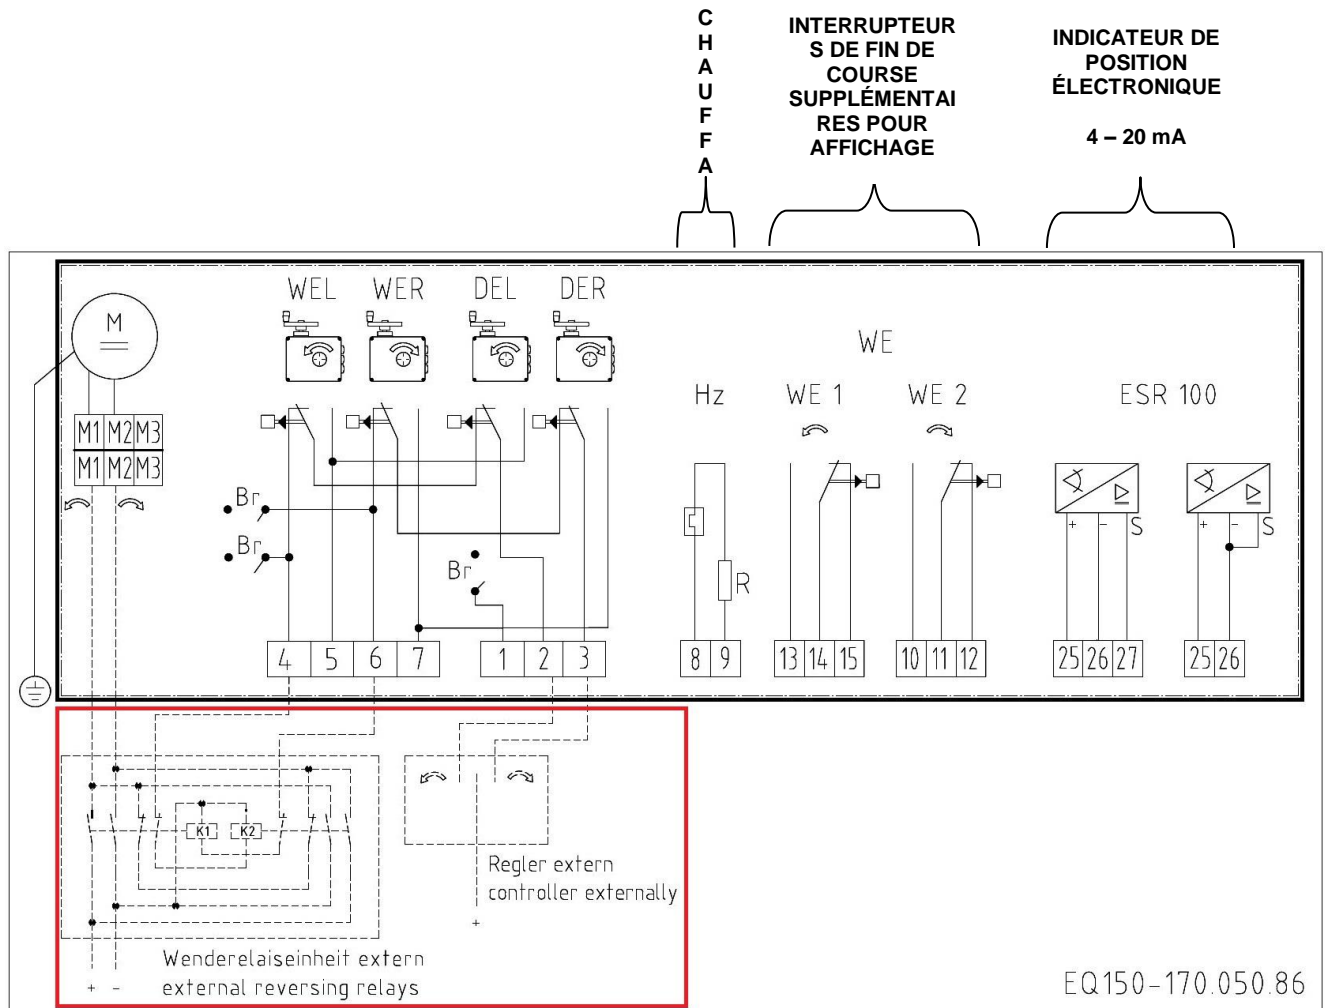 C
H
A
U
F
F
A
INTERRUPTEUR
S DE FIN DE
COURSE
SUPPLÉMENTAI
RES POUR
AFFICHAGE
INDICATEUR DE
POSITION
ÉLECTRONIQUE
4 – 20 mA
WEL WER DEL DER
M
WE
Hz WE 1 WE 2 ESR 100
M1 M2 M3
M1 M2 M3
Br
Br
Br
R
+ - S + - S
4 5 6 7 1 2 3 8 9 13 14 15 10 11 12 25 26 27 25 26
K1 K2
Regler extern
controller externally
+
Wenderelaiseinheit extern
+ - external reversing relays
EQ150-170.050.86